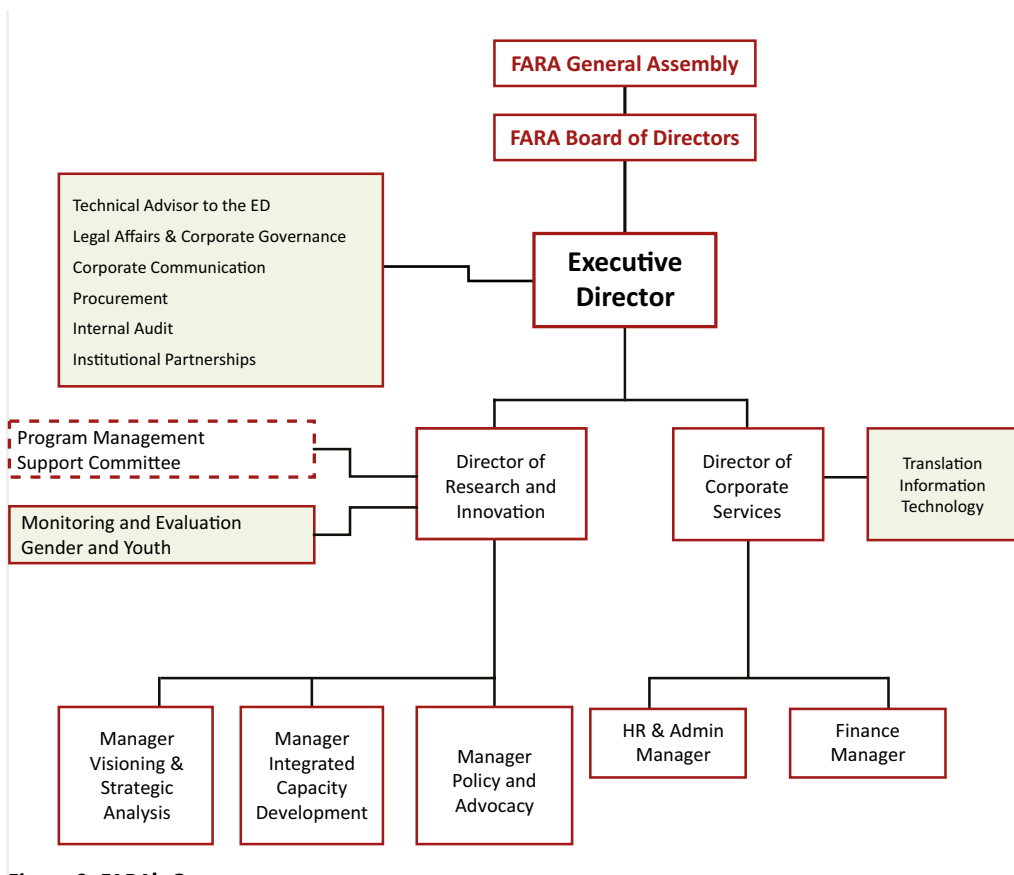 FARA General Assembly
FARA Board of Directors
Technical Advisor to the ED
Legal Affairs & Corporate Governance
Corporate Communication
Procurement
Internal Audit
Institutional Partnerships
Executive
Director
Program Management
Support Committee
Monitoring and Evaluation
Gender and Youth
Director of
Research and
Innovation
Director of
Corporate
Services
Translation
Information
Technology
Manager
Visioning &
Strategic
Analysis
Manager
Integrated
Capacity
Development
Manager
Policy and
Advocacy
HR & Admin
Manager
Finance
Manager